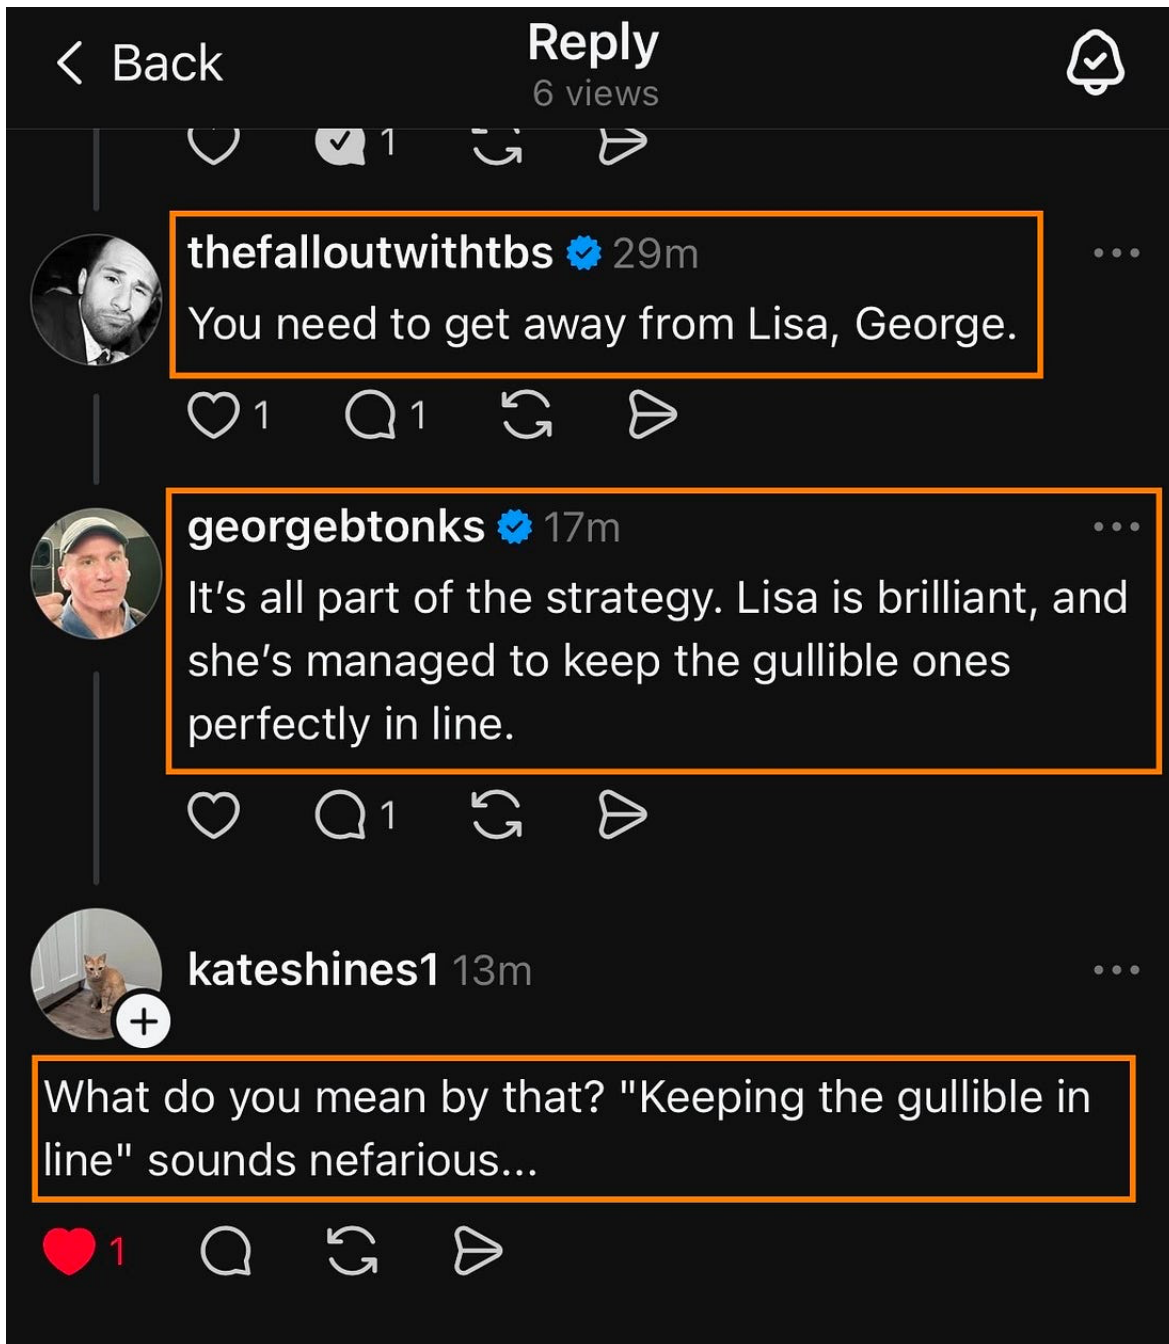 Back
Reply
6 views
1
thefalloutwithtbs 29m
You need to get away from Lisa, George.
1 1
georgebtonks 17m
It’s all part of the strategy. Lisa is brilliant, and
she’s managed to keep the gullible ones
perfectly in line.
1
kateshines1 13m
What do you mean by that? "Keeping the gullible in
line" sounds nefarious...
1